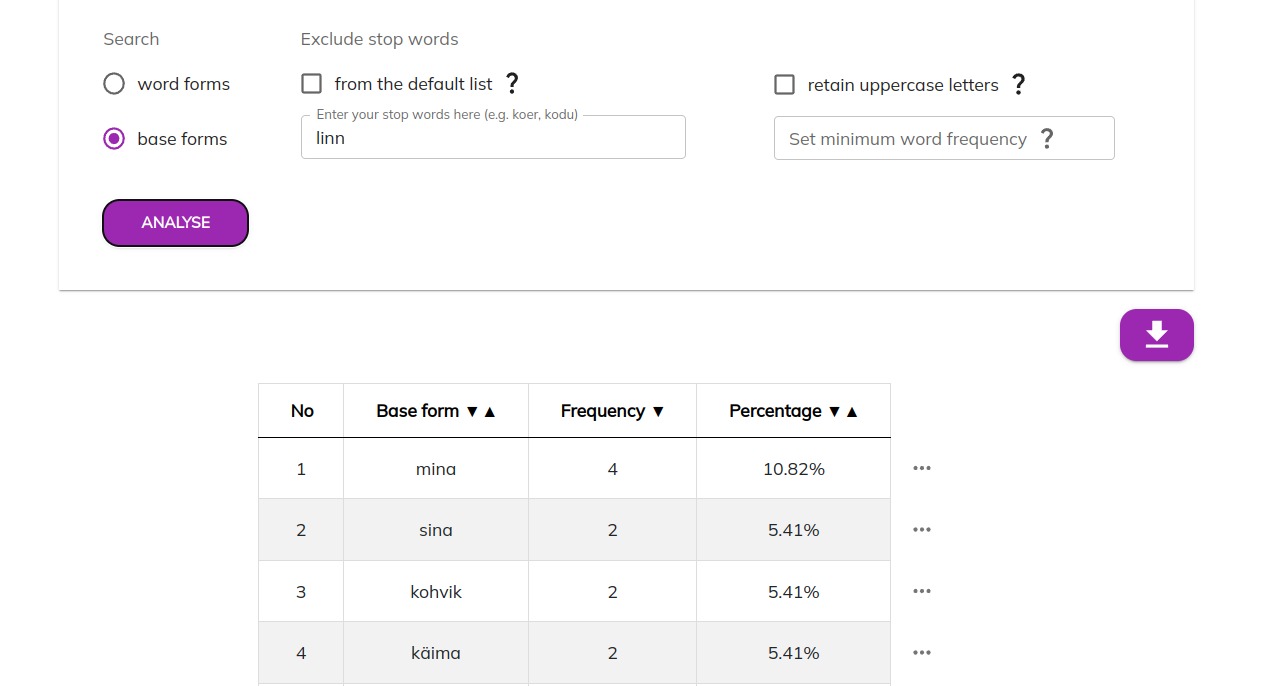 Search
Exclude stop words
word forms
from the default list ?
retain uppercase letters ?
base forms
Enter your stop words here (e.g. koer, kodu)
linn
Set minimum word frequency ?
ANALYSE
No Base form ▼▲ Frequency ▼ Percentage ▼▲
1 mina 4 10.82% •••
2 sina 2 5.41% •••
3 kohvik 2 5.41% •••
4 käima 2 5.41% •••